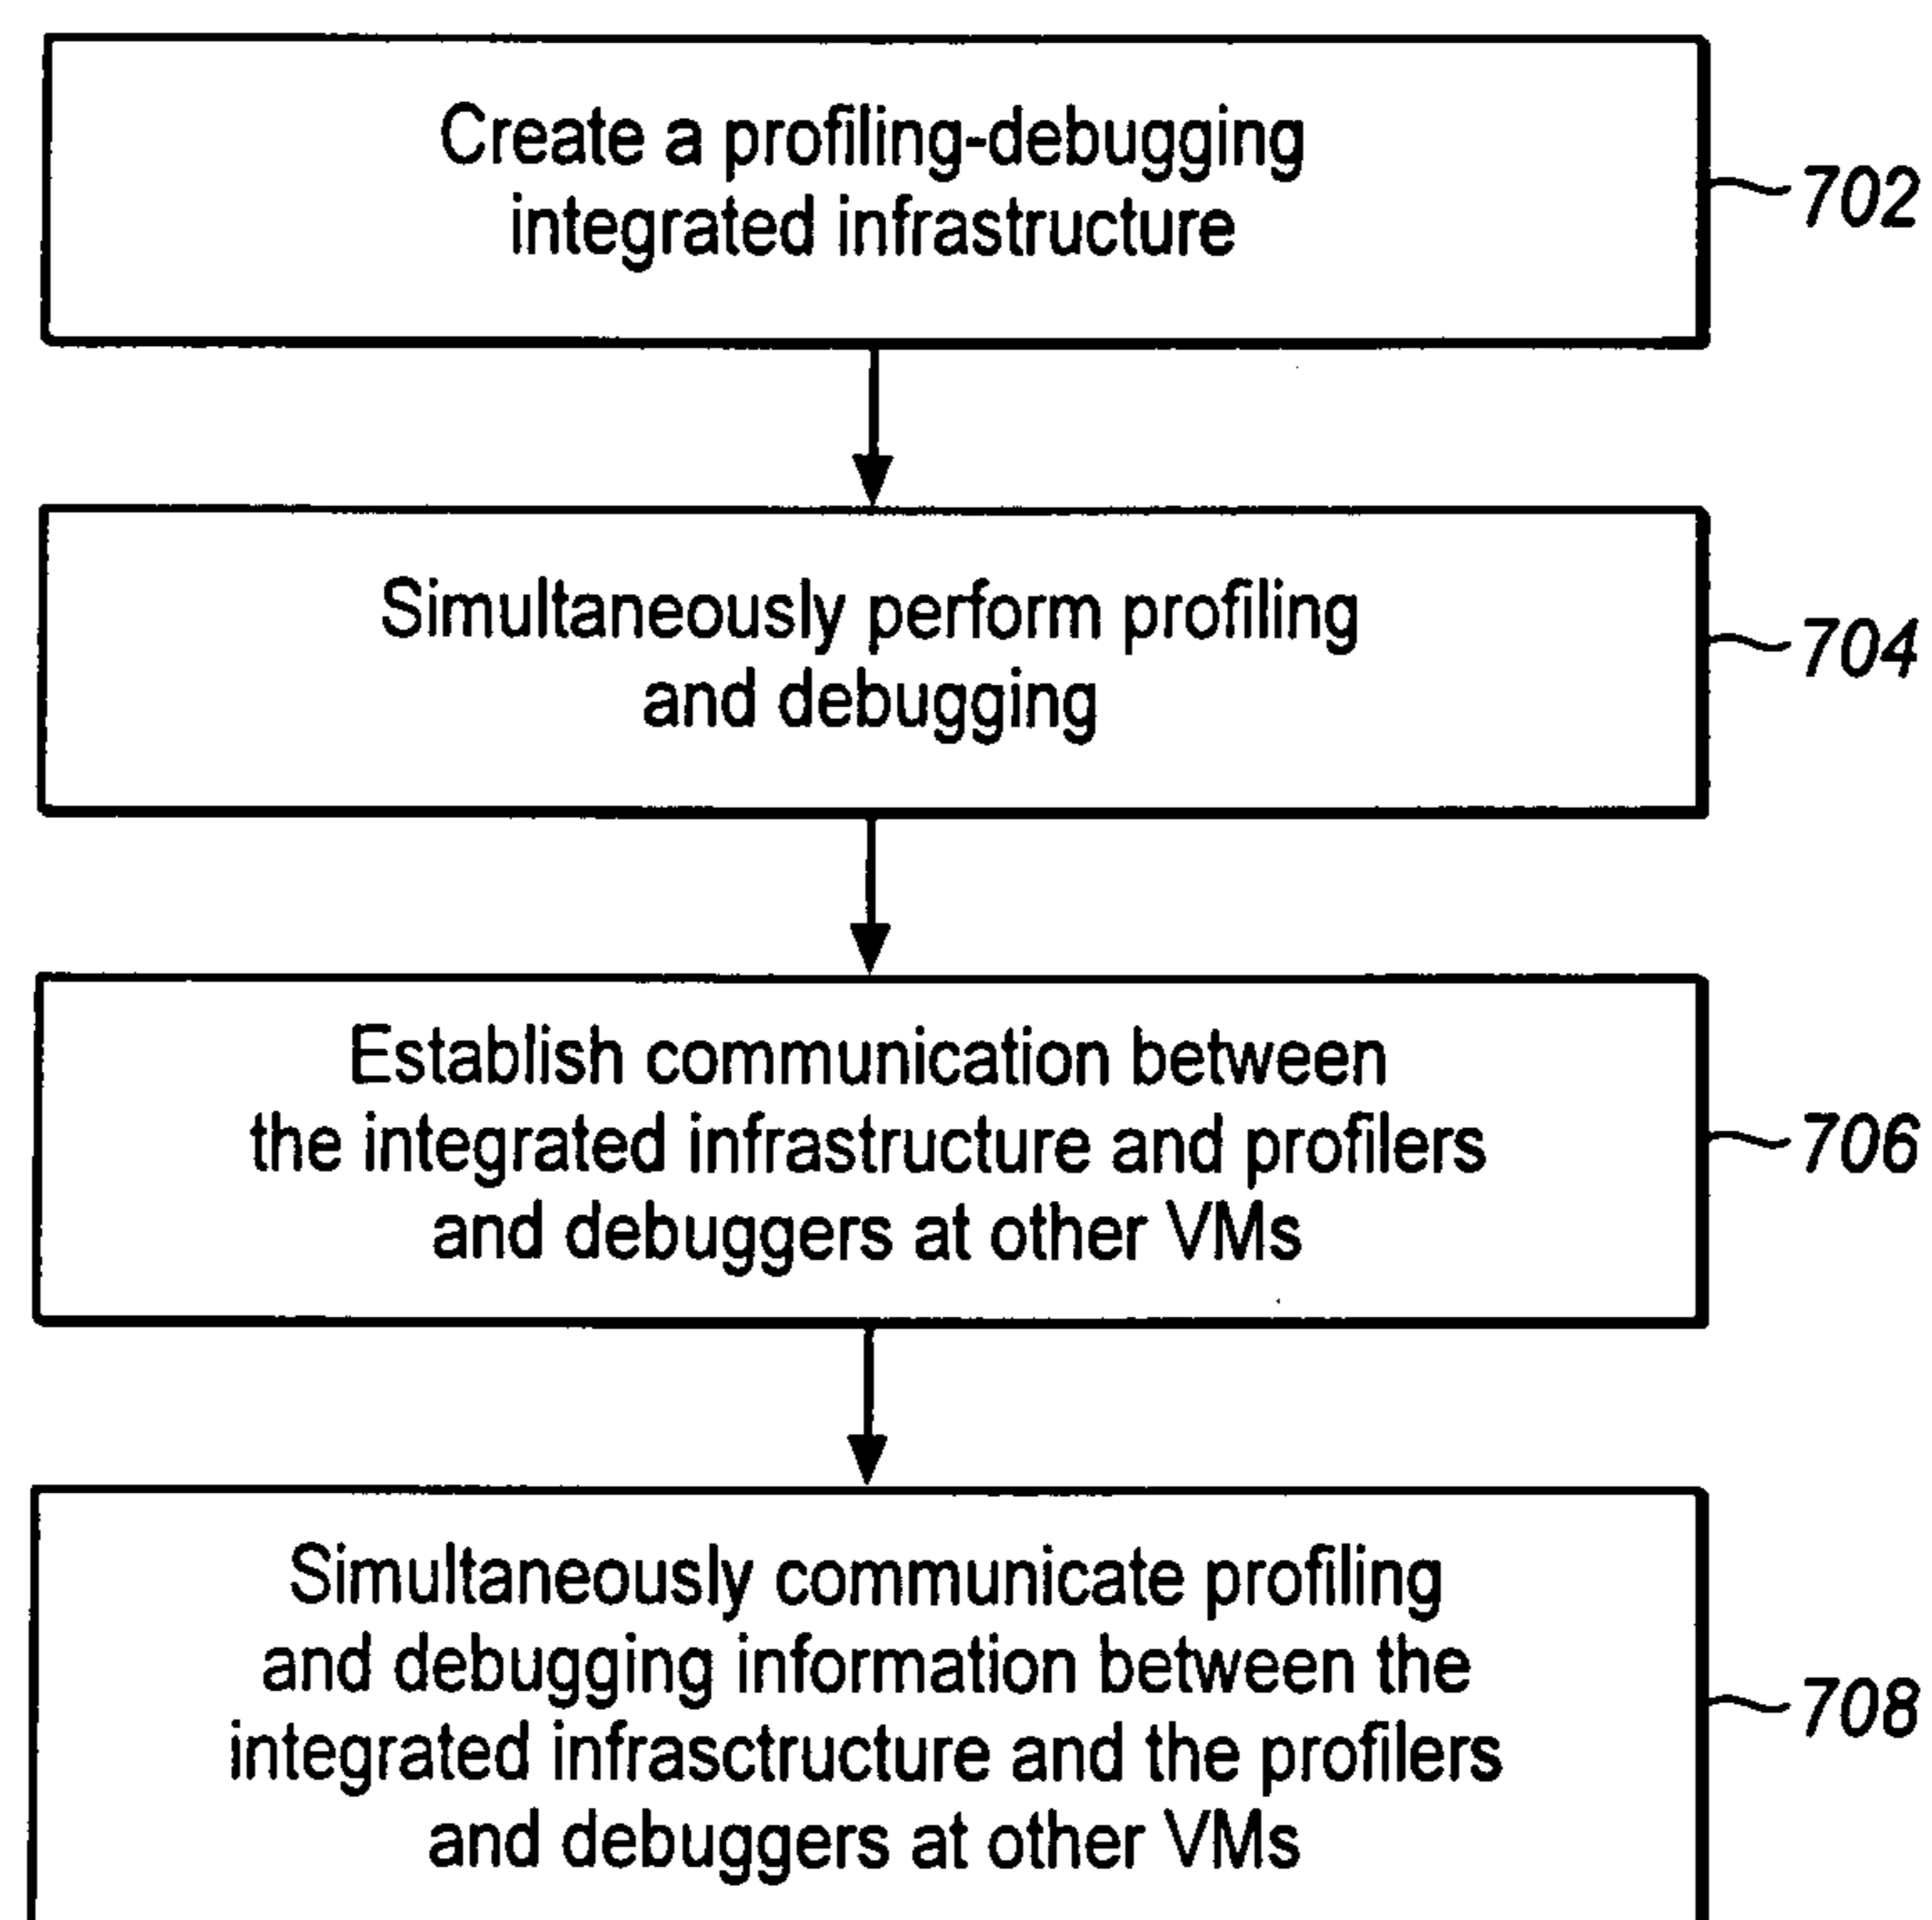 Create a profiling-debugging
integrated infrastructure
702
Simultaneously perform profiling
and debugging
704
Establish communication between
the integrated infrastructure and profilers
and debuggers at other VMs
706
Simultaneously communicate profiling
and debugging information between the
integrated infrasctructure and the profilers
and debuggers at other VMs
708